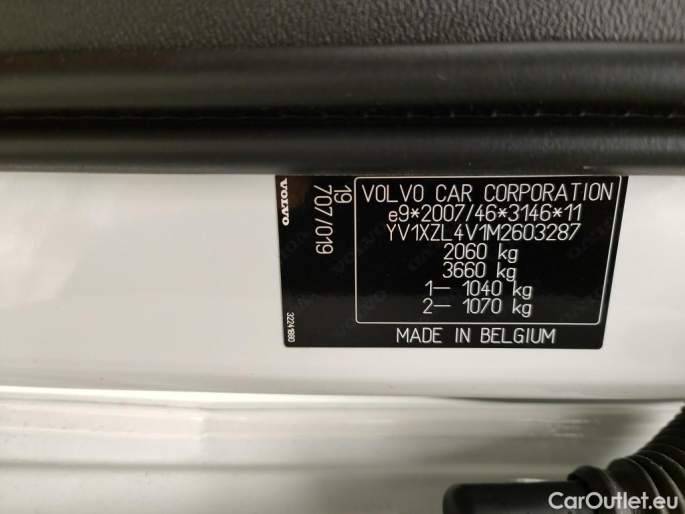 VOLVO CAR CORPORATION
e9*2007/46*3146*11
YV1XZL4V1M2603287
2060 kg
3660 kg
1— 1040 kg
2— 1070 kg
MADE IN BELGIUM
VOLVO
19
707/019
CarOutlet.eu